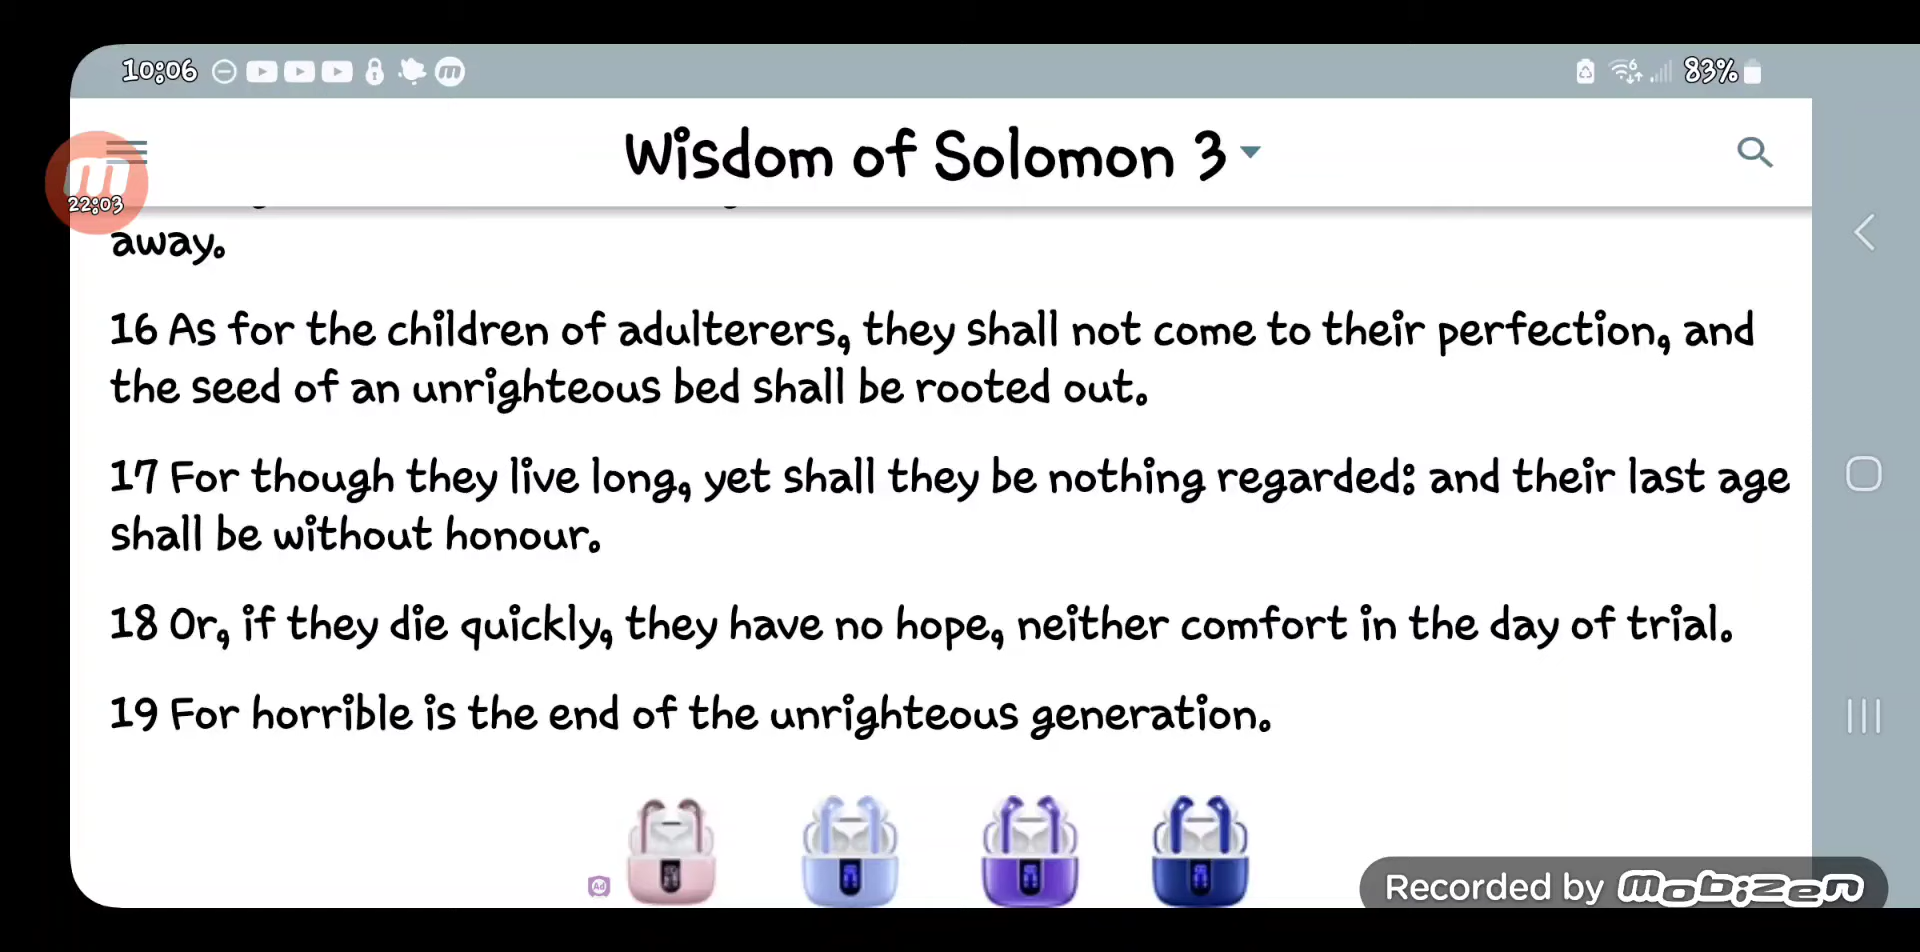 10:06
83%
Wisdom of Solomon 3
22:03
away.
16 As for the children of adulterers, they shall not come to their perfection, and
the seed of an unrighteous bed shall be rooted out.
17 For though they live long, yet shall they be nothing regarded: and their last age
shall be without honour.
18 Or, if they die quickly, they have no hope, neither comfort in the day of trial.
19 For horrible is the end of the unrighteous generation.
Ad
Recorded by mobizen